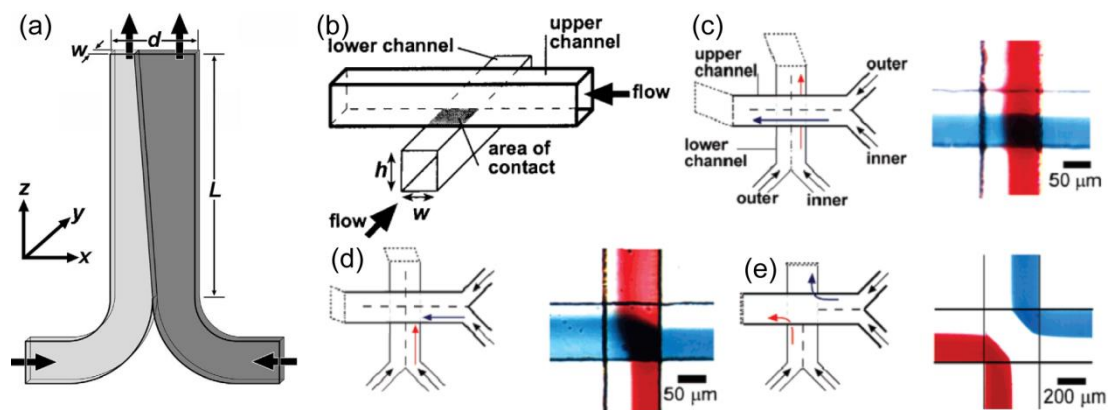 (a)
w
d
L
z
y
x
(b)
lower channel
upper
channel
flow
area of
contact
h
w
flow
(c)
upper
channel
outer
lower
channel
inner
outer
inner
50 μm
(d)
50 μm
(e)
200 μm